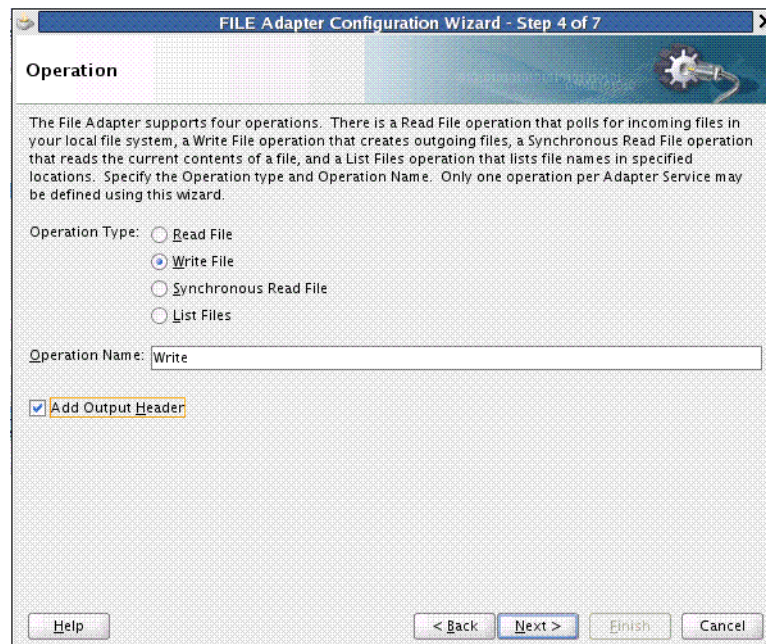 FILE Adapter Configuration Wizard - Step 4 of 7
Operation
The File Adapter supports four operations. There is a Read File operation that polls for incoming files in
your local file system, a Write File operation that creates outgoing files, a Synchronous Read File operation
that reads the current contents of a file, and a List Files operation that lists file names in specified
locations. Specify the Operation type and Operation Name. Only one operation per Adapter Service may
be defined using this wizard.
Operation Type: Read File
Write File
Synchronous Read File
List Files
Operation Name: Write
Add Output Header
Help < Back Next > Finish Cancel